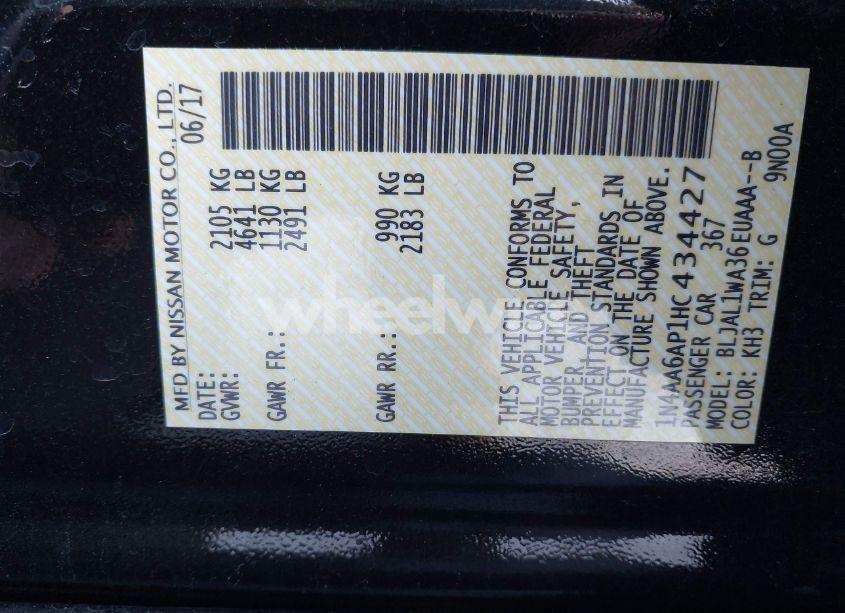 MFD BY NISSAN MOTOR CO., LTD.
DATE: 06/17
GVWR: 2105 KG
4641 LB
GAWR FR.: 1130 KG
2491 LB
GAWR RR.: 990 KG
2183 LB
THIS VEHICLE CONFORMS TO
ALL APPLICABLE FEDERAL
MOTOR VEHICLE SAFETY,
BUMPER, AND THEFT
PREVENTION STANDARDS IN
EFFECT ON THE DATE OF
MANUFACTURE SHOWN ABOVE.
1N4AA6AP1HC434427
PASSENGER CAR 367
MODEL: BLJAL1WA36EUAAA--B
COLOR: KH3 TRIM: G 9N00A